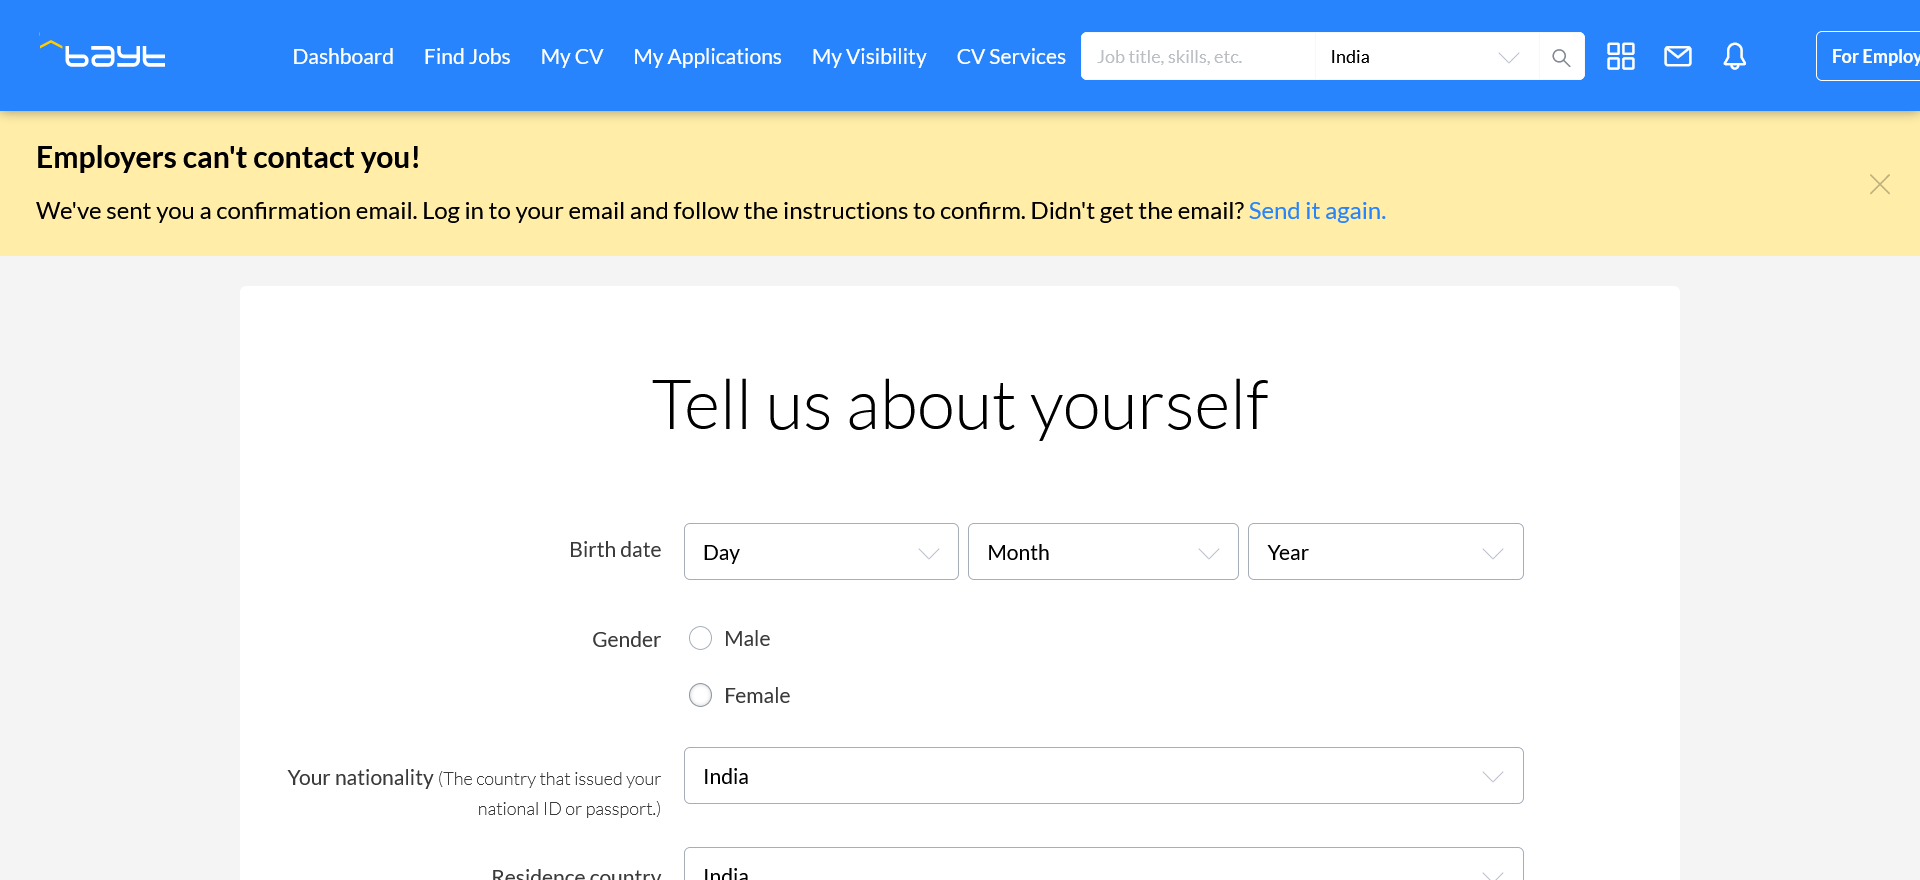 bayt
Dashboard Find Jobs My CV My Applications My Visibility CV Services Job title, skills, etc. India For Employ
Employers can't contact you!
We've sent you a confirmation email. Log in to your email and follow the instructions to confirm. Didn't get the email? Send it again.
Tell us about yourself
Birth date Day Month Year
Gender Male
Female
Your nationality (The country that issued your
national ID or passport.) India
Residence country India